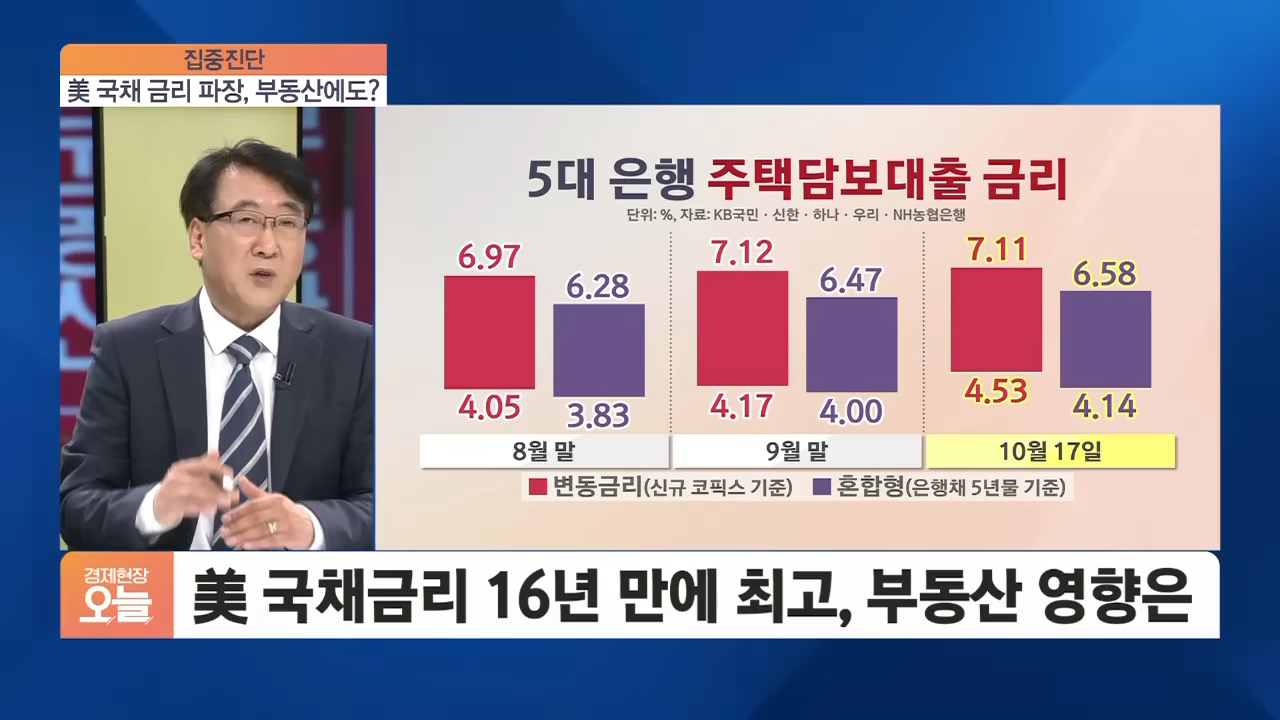 집중진단
美 국채 금리 파장, 부동산에도?
5대 은행 주택담보대출 금리
단위: %, 자료: KB국민 · 신한 · 하나 · 우리 · NH농협은행
6.97 6.28 7.12 6.47 7.11 6.58
4.05 3.83 4.17 4.00 4.53 4.14
8월 말 9월 말 10월 17일
변동금리(신규 코픽스 기준) 혼합형(은행채 5년물 기준)
경제현장
오늘
美 국채금리 16년 만에 최고, 부동산 영향은